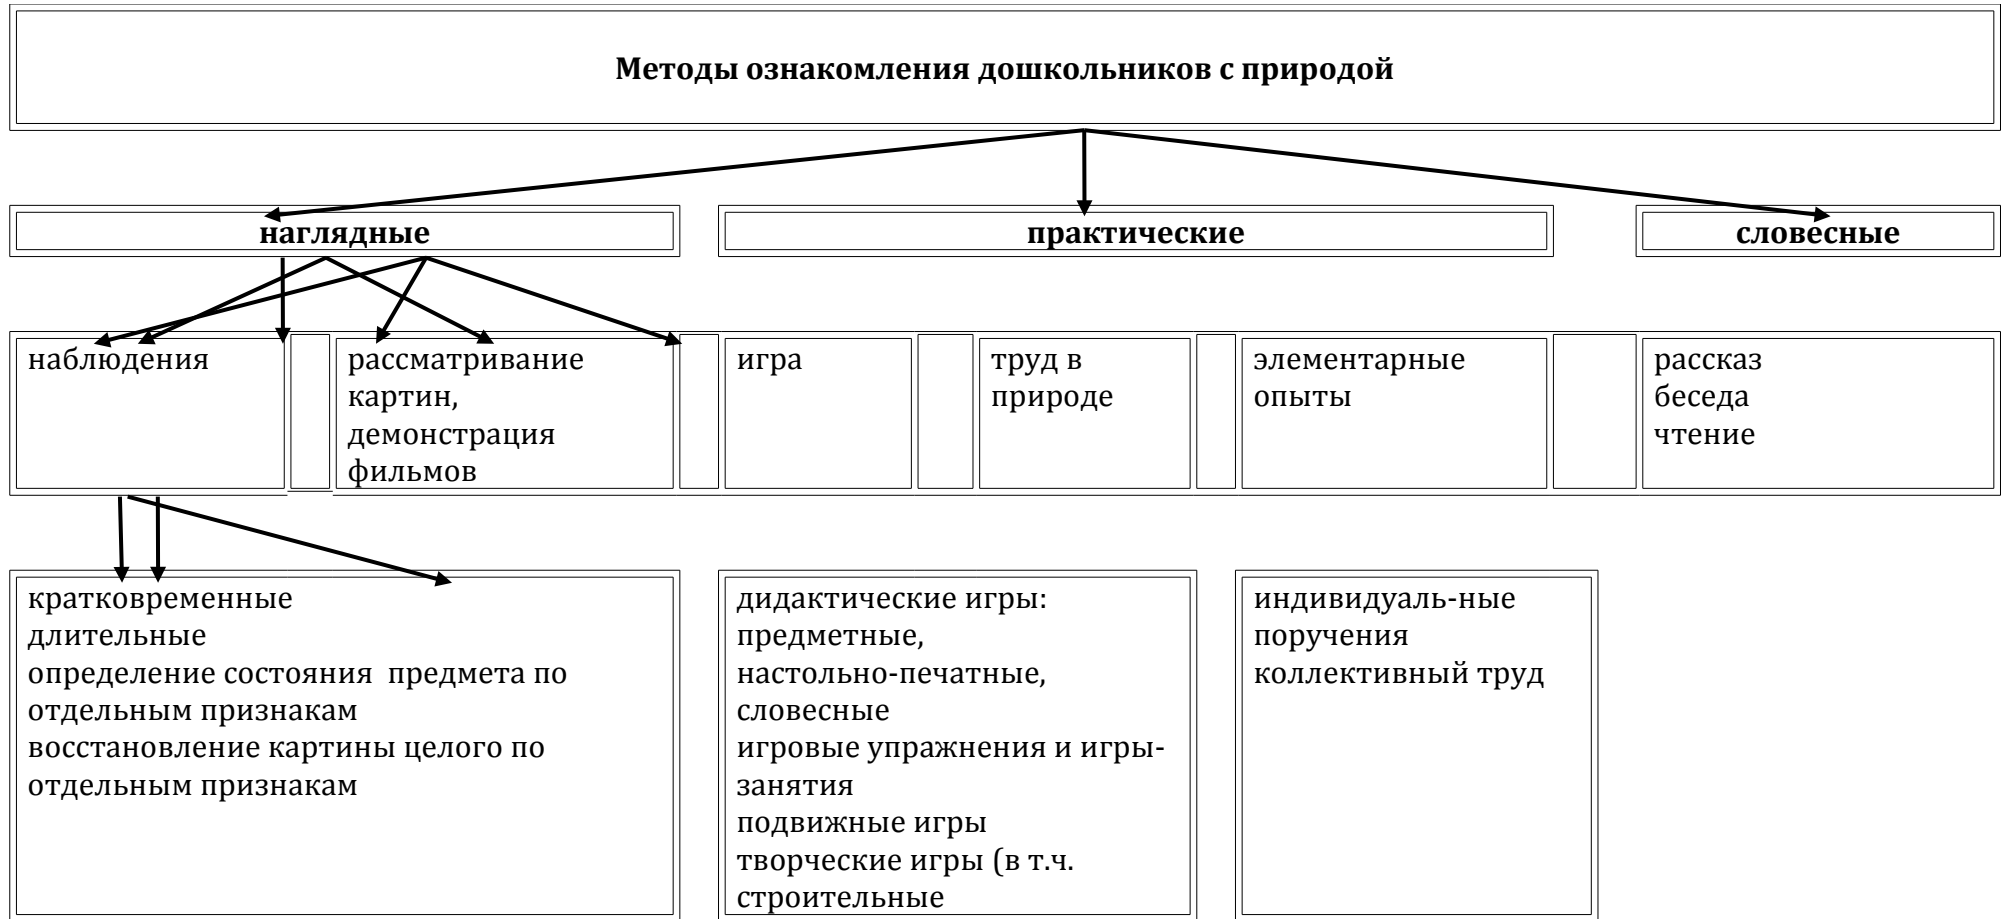 Методы ознакомления дошкольников с природой
наглядные
практические
словесные
наблюдения
рассматривание
картин,
демонстрация
фильмов
игра
труд в
природе
элементарные
опыты
рассказ
беседа
чтение
кратковременные
длительные
определение состояния предмета по
отдельным признакам
восстановление картины целого по
отдельным признакам
дидактические игры:
предметные,
настольно-печатные,
словесные
игровые упражнения и игры-
занятия
подвижные игры
творческие игры (в т.ч.
строительные
индивидуаль-ные
поручения
коллективный труд